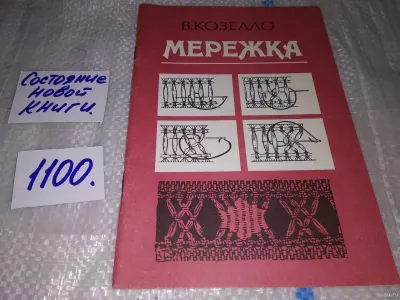 В.КОЗЕЛЛО
МЕРЕЖКА
Состояние
новой
книги.
1100.